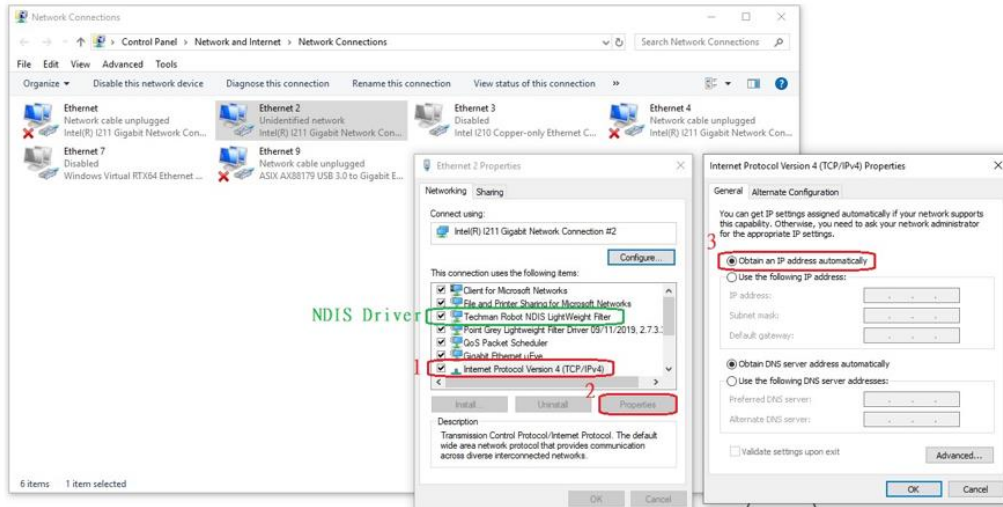 Network Connections
Control Panel > Network and Internet > Network Connections
Search Network Connections
File Edit View Advanced Tools
Organize Disable this network device Diagnose this connection Rename this connection View status of this connection »
Ethernet
Network cable unplugged
Intel(R) I211 Gigabit Network Con...
Ethernet 2
Unidentified network
Intel(R) I211 Gigabit Network Con...
Ethernet 3
Disabled
Intel I210 Copper-only Ethernet C...
Ethernet 4
Network cable unplugged
Intel(R) I211 Gigabit Network Con...
Ethernet 7
Disabled
Windows Virtual RTX64 Ethernet ...
Ethernet 9
Network cable unplugged
ASIX AX88179 USB 3.0 to Gigabit E...
6 items 1 item selected
Ethernet 2 Properties
Networking Sharing
Connect using:
Intel(R) I211 Gigabit Network Connection #2
Configure...
This connection uses the following items:
Client for Microsoft Networks
File and Printer Sharing for Microsoft Networks
NDIS Driver
Techman Robot NDIS LightWeight Filter
Point Grey Lightweight Filter Driver 09/11/2019, 2.7.3.
QoS Packet Scheduler
Gigabit Ethernet uEye
1
Internet Protocol Version 4 (TCP/IPv4)
2
Install... Uninstall Properties
Description
Transmission Control Protocol/Internet Protocol. The default
wide area network protocol that provides communication
across diverse interconnected networks.
OK Cancel
Internet Protocol Version 4 (TCP/IPv4) Properties
General Alternate Configuration
You can get IP settings assigned automatically if your network supports
this capability. Otherwise, you need to ask your network administrator
for the appropriate IP settings.
3
Obtain an IP address automatically
Use the following IP address:
IP address:
Subnet mask:
Default gateway:
Obtain DNS server address automatically
Use the following DNS server addresses:
Preferred DNS server:
Alternate DNS server:
Validate settings upon exit
Advanced...
OK Cancel